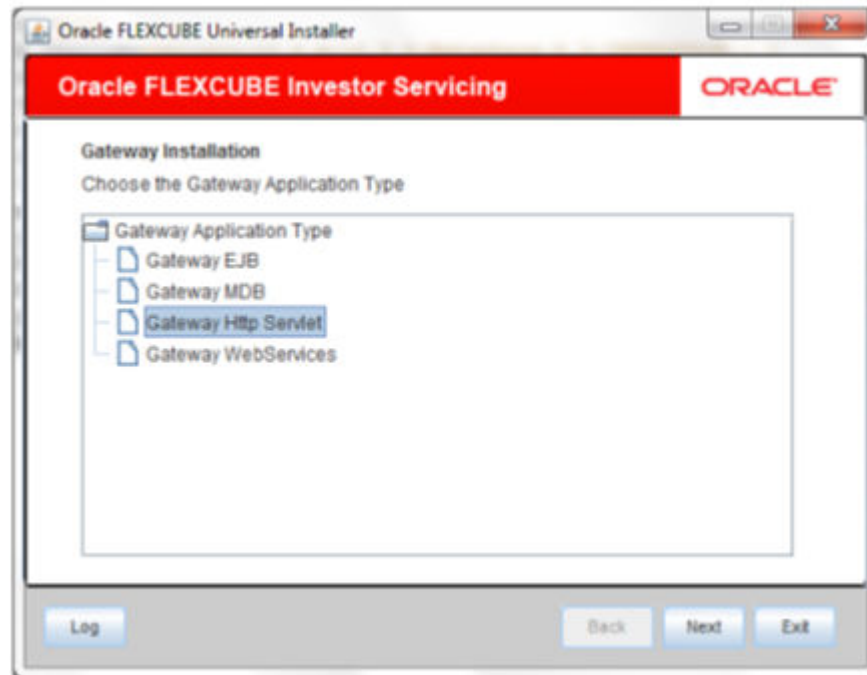 Oracle FLEXCUBE Universal Installer
Oracle FLEXCUBE Investor Servicing
ORACLE
Gateway Installation
Choose the Gateway Application Type
Gateway Application Type
Gateway EJB
Gateway MDB
Gateway Http Servlet
Gateway WebServices
Log
Back
Next
Exit